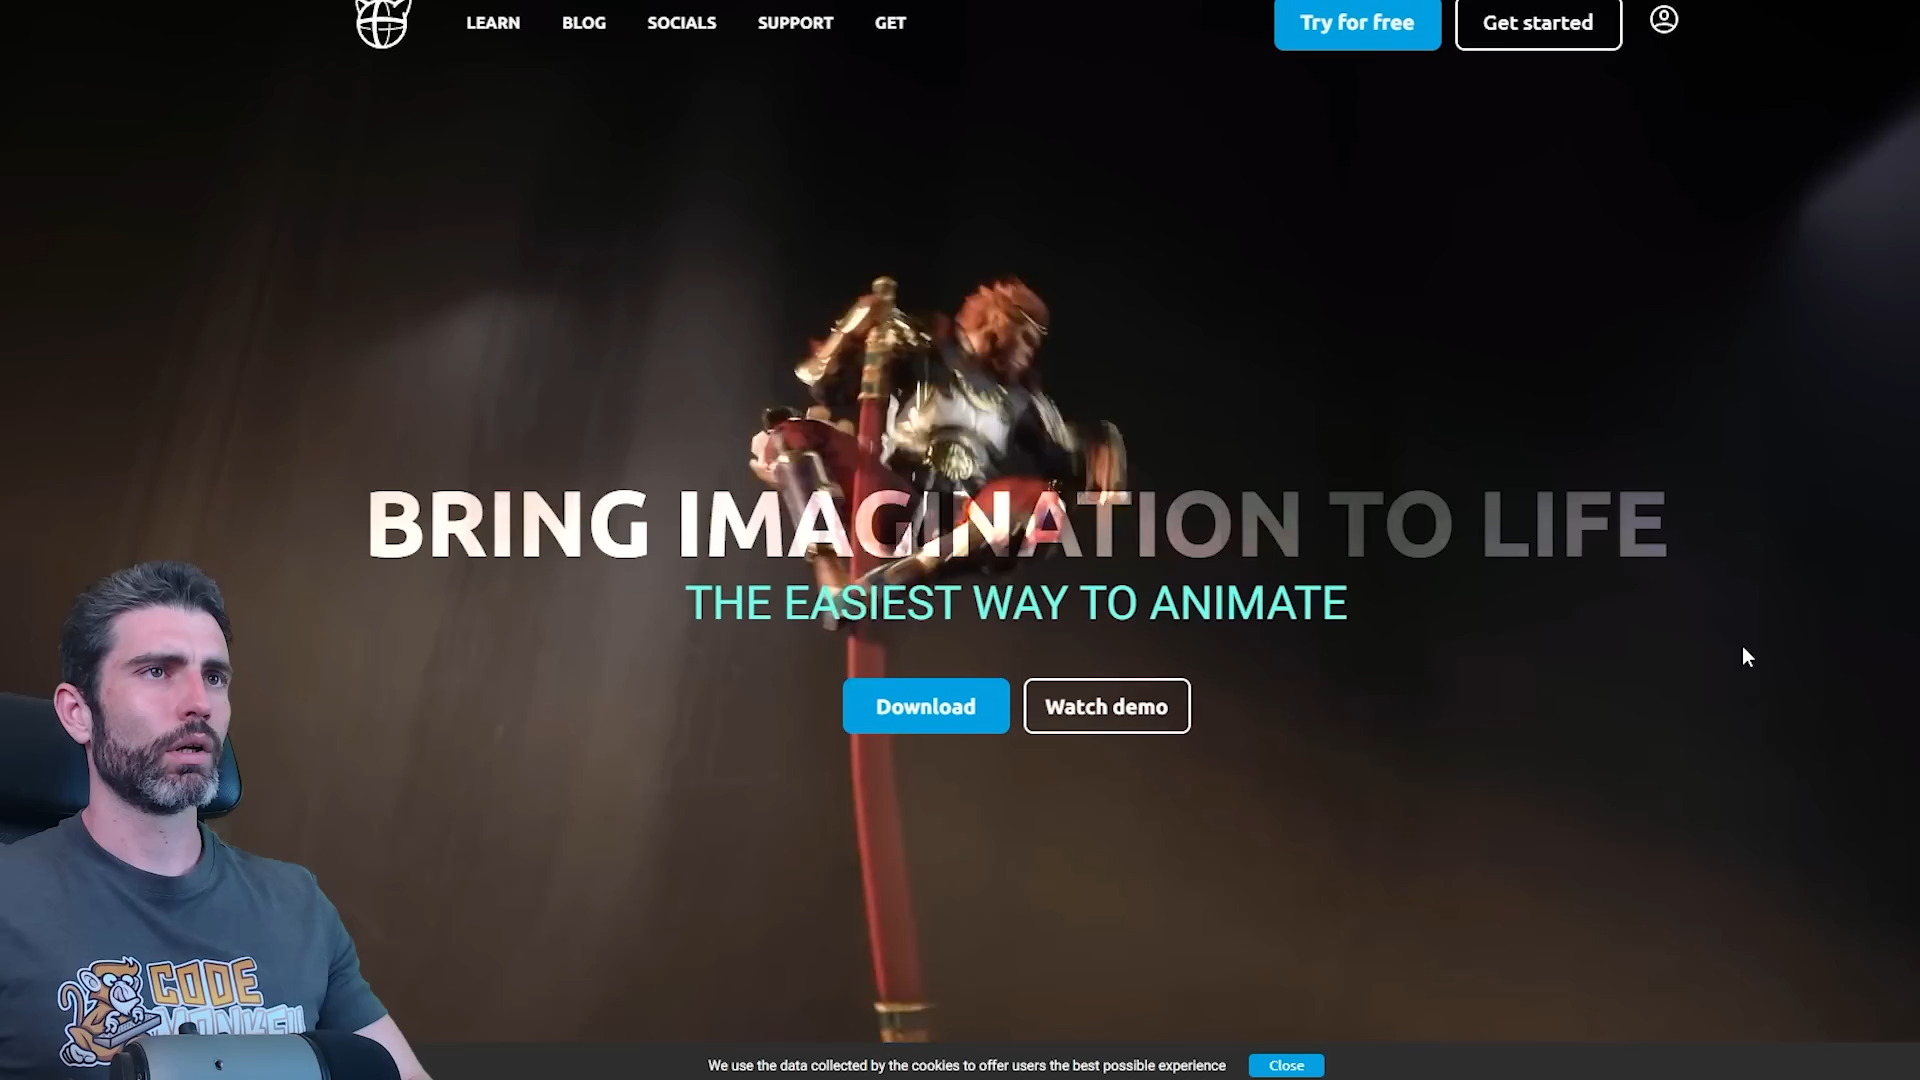 LEARN BLOG SOCIALS SUPPORT GET Try for free Get started
BRING IMAGINATION TO LIFE
THE EASIEST WAY TO ANIMATE
Download Watch demo
CODE
MONKEY
We use the data collected by the cookies to offer users the best possible experience Close